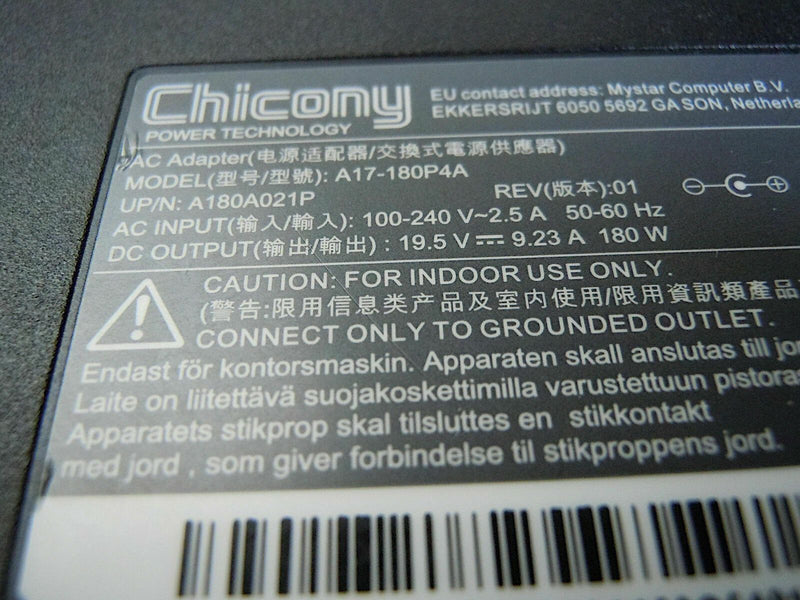 Chicony
POWER TECHNOLOGY
EU contact address: Mystar Computer B.V.
EKKERSRIJT 6050 5692 GA SON, Netherla
AC Adapter(电源适配器/交換式電源供應器)
MODEL(型号/型號): A17-180P4A
UP/N: A180A021P
REV(版本):01
AC INPUT(输入/輸入): 100-240 V~2.5 A 50-60 Hz
DC OUTPUT(输出/輸出) : 19.5 V⎓ 9.23 A 180 W
CAUTION: FOR INDOOR USE ONLY.
(警告:限用信息类产品及室内使用/限用資訊類產品
CONNECT ONLY TO GROUNDED OUTLET.
Endast för kontorsmaskin. Apparaten skall anslutas till jor
Laite on liitettävä suojakoskettimilla varustettuun pistoras
Apparatets stikprop skal tilsluttes en stikkontakt
med jord , som giver forbindelse til stikproppens jord.